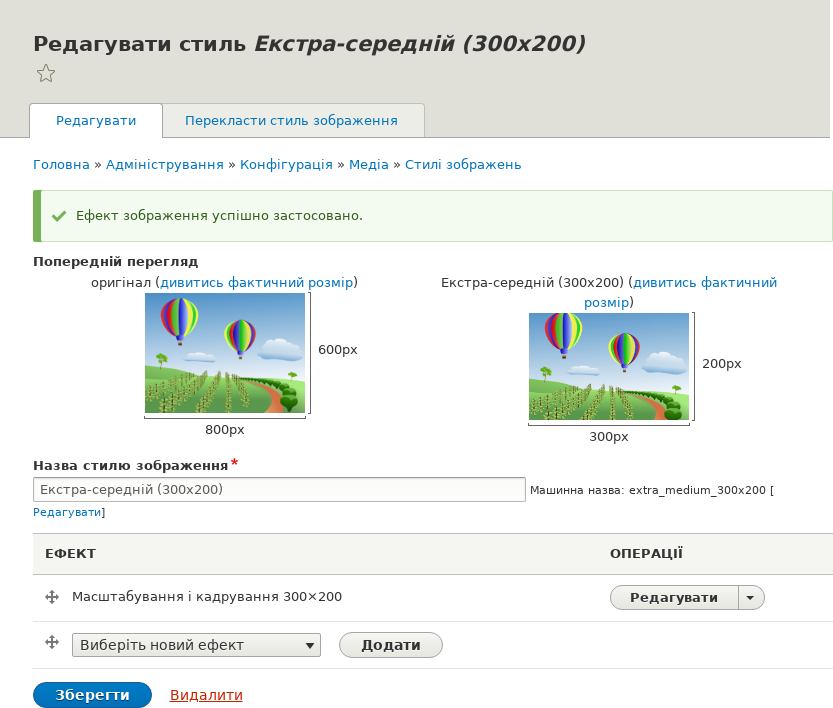 Редагувати стиль Екстра-середній (300x200)
Редагувати
Перекласти стиль зображення
Головна » Адміністрування » Конфігурація » Медіа » Стилі зображень
Ефект зображення успішно застосовано.
Попередній перегляд
оригінал (дивитись фактичний розмір)
600px
800px
Екстра-середній (300x200) (дивитись фактичний
розмір)
200px
300px
Назва стилю зображення*
Екстра-середній (300x200)
Машинна назва: extra_medium_300x200 [
Редагувати]
ЕФЕКТ
ОПЕРАЦІЇ
Масштабування і кадрування 300×200
Редагувати
Виберіть новий ефект
Додати
Зберегти
Видалити